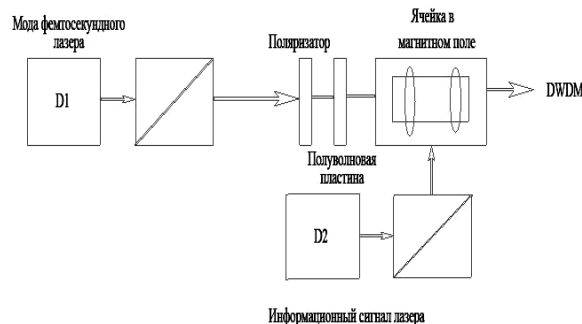 Мода фемтосекундного
лазера
D1
Поляризатор
Ячейка в
магнитном поле
DWDM
Полуволновая
пластина
D2
Информационный сигнал лазера